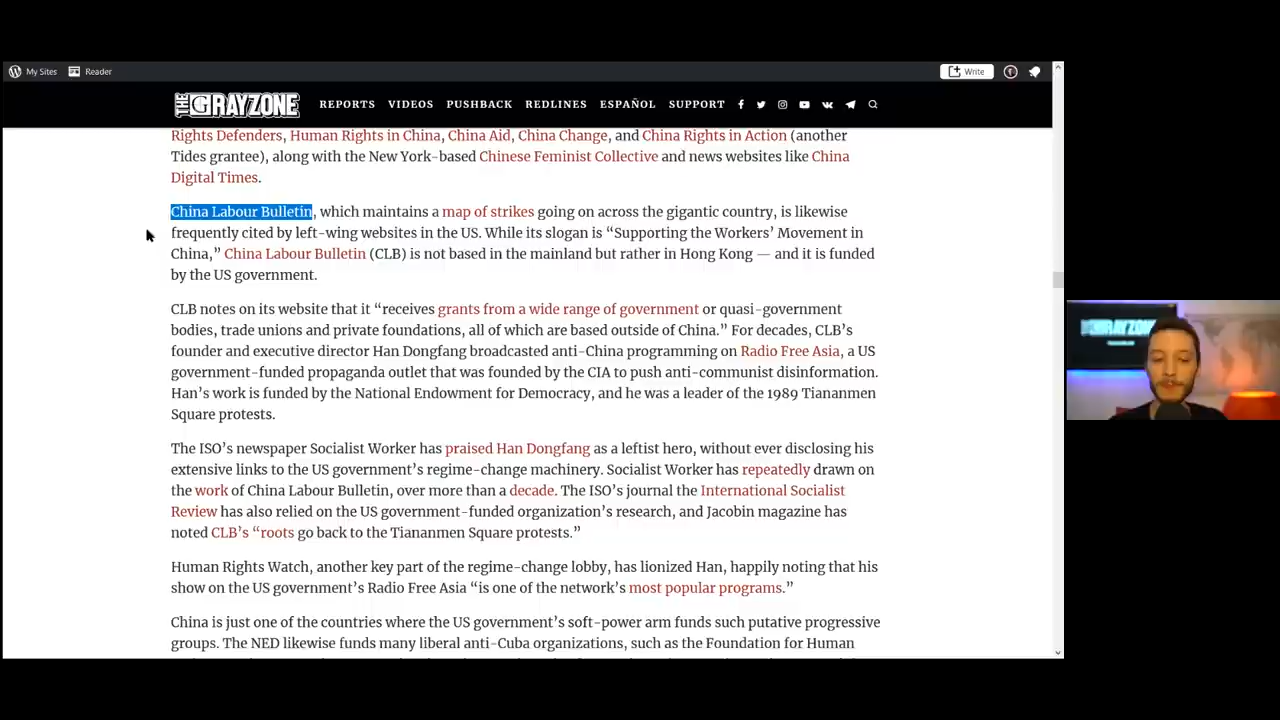 My Sites Reader Write
THE GRAYZONE REPORTS VIDEOS PUSHBACK REDLINES ESPAÑOL SUPPORT
Rights Defenders, Human Rights in China, China Aid, China Change, and China Rights in Action (another
Tides grantee), along with the New York-based Chinese Feminist Collective and news websites like China
Digital Times.
China Labour Bulletin, which maintains a map of strikes going on across the gigantic country, is likewise
frequently cited by left-wing websites in the US. While its slogan is “Supporting the Workers’ Movement in
China,” China Labour Bulletin (CLB) is not based in the mainland but rather in Hong Kong — and it is funded
by the US government.
CLB notes on its website that it “receives grants from a wide range of government or quasi-government
bodies, trade unions and private foundations, all of which are based outside of China.” For decades, CLB’s
founder and executive director Han Dongfang broadcasted anti-China programming on Radio Free Asia, a US
government-funded propaganda outlet that was founded by the CIA to push anti-communist disinformation.
Han’s work is funded by the National Endowment for Democracy, and he was a leader of the 1989 Tiananmen
Square protests.
The ISO’s newspaper Socialist Worker has praised Han Dongfang as a leftist hero, without ever disclosing his
extensive links to the US government’s regime-change machinery. Socialist Worker has repeatedly drawn on
the work of China Labour Bulletin, over more than a decade. The ISO’s journal the International Socialist
Review has also relied on the US government-funded organization’s research, and Jacobin magazine has
noted CLB’s “roots go back to the Tiananmen Square protests.”
Human Rights Watch, another key part of the regime-change lobby, has lionized Han, happily noting that his
show on the US government’s Radio Free Asia “is one of the network’s most popular programs.”
China is just one of the countries where the US government’s soft-power arm funds such putative progressive
groups. The NED likewise funds many liberal anti-Cuba organizations, such as the Foundation for Human
GRAYZONE